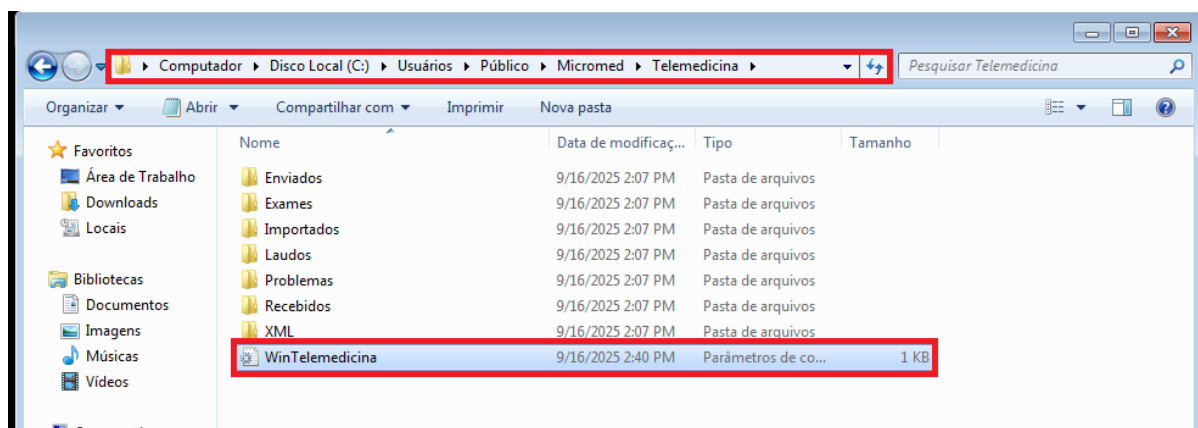 Computador ▸ Disco Local (C:) ▸ Usuários ▸ Público ▸ Micromed ▸ Telemedicina ▸
Pesquisar Telemedicina
Organizar Abrir Compartilhar com Imprimir Nova pasta
Favoritos
Área de Trabalho
Downloads
Locais
Bibliotecas
Documentos
Imagens
Músicas
Vídeos
Nome Data de modificaç... Tipo Tamanho
Enviados 9/16/2025 2:07 PM Pasta de arquivos
Exames 9/16/2025 2:07 PM Pasta de arquivos
Importados 9/16/2025 2:07 PM Pasta de arquivos
Laudos 9/16/2025 2:07 PM Pasta de arquivos
Problemas 9/16/2025 2:07 PM Pasta de arquivos
Recebidos 9/16/2025 2:07 PM Pasta de arquivos
XML 9/16/2025 2:07 PM Pasta de arquivos
WinTelemedicina 9/16/2025 2:40 PM Parâmetros de co... 1 KB